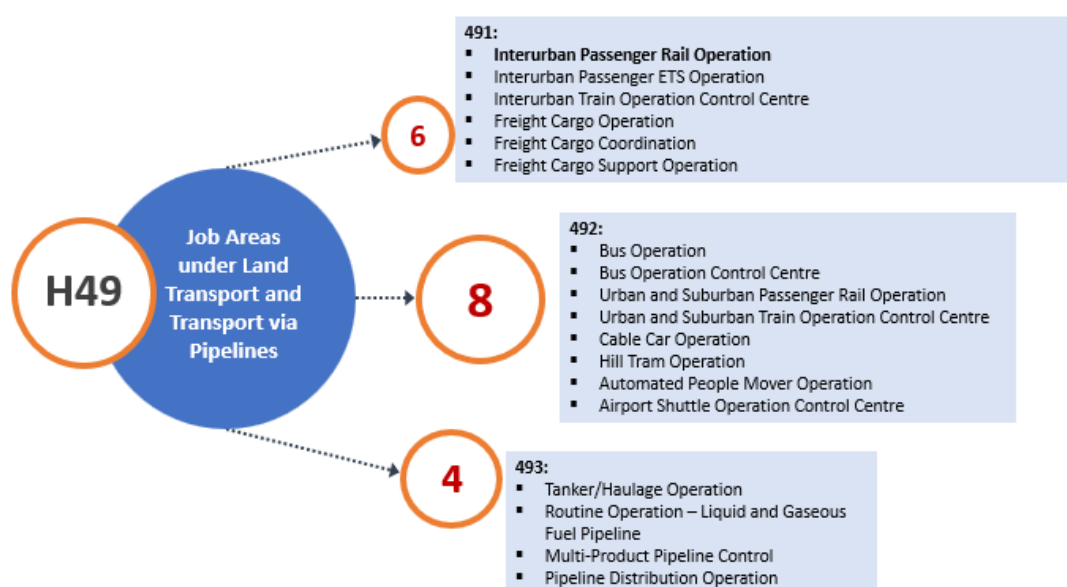 H49
Job Areas
under Land
Transport and
Transport via
Pipelines
6
491:
▪ Interurban Passenger Rail Operation
▪ Interurban Passenger ETS Operation
▪ Interurban Train Operation Control Centre
▪ Freight Cargo Operation
▪ Freight Cargo Coordination
▪ Freight Cargo Support Operation
8
492:
▪ Bus Operation
▪ Bus Operation Control Centre
▪ Urban and Suburban Passenger Rail Operation
▪ Urban and Suburban Train Operation Control Centre
▪ Cable Car Operation
▪ Hill Tram Operation
▪ Automated People Mover Operation
▪ Airport Shuttle Operation Control Centre
4
493:
▪ Tanker/Haulage Operation
▪ Routine Operation – Liquid and Gaseous
Fuel Pipeline
▪ Multi-Product Pipeline Control
▪ Pipeline Distribution Operation